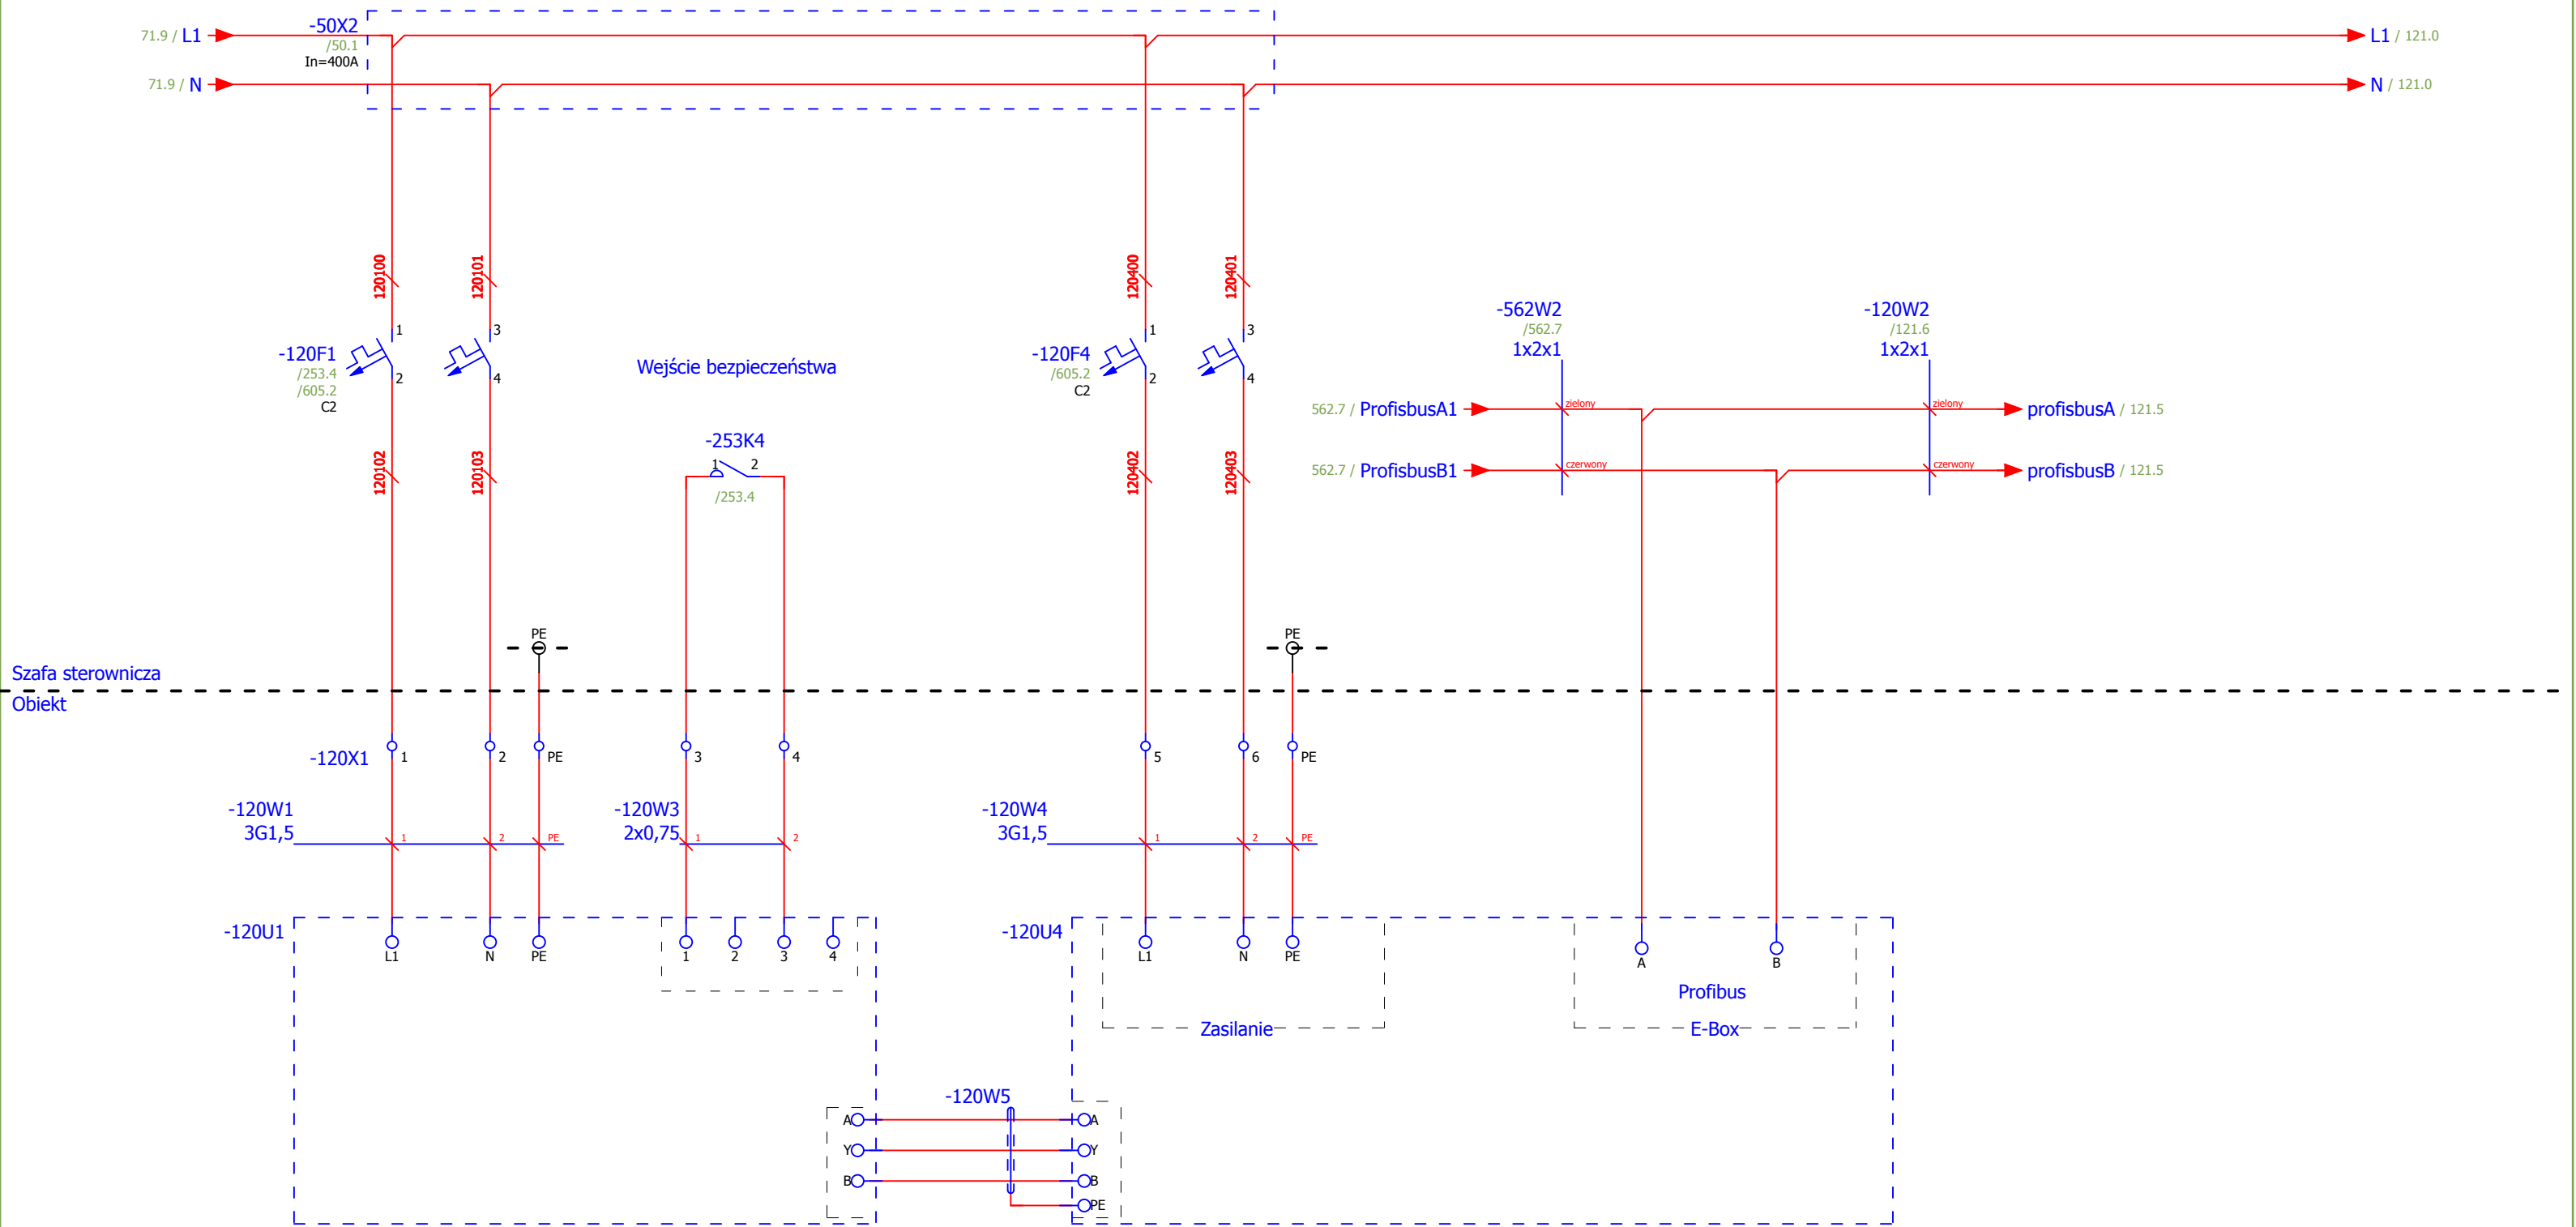 71.9 / L1
-50X2
/50.1
In=400A
L1 / 121.0
71.9 / N
N / 121.0
120100
120101
120400
120401
-120F1
/253.4
/605.2
C2
1
2
3
4
Wejście bezpieczeństwa
-120F4
/605.2
C2
1
2
3
4
-562W2
/562.7
1x2x1
-120W2
/121.6
1x2x1
562.7 / ProfisbusA1
zielony
zielony
profisbusA / 121.5
562.7 / ProfisbusB1
czerwony
czerwony
profisbusB / 121.5
-253K4
1 2
/253.4
120102
120103
120402
120403
PE
PE
Szafa sterownicza
Obiekt
-120X1
1 2 PE 3 4 5 6 PE
-120W1
3G1,5
1 2 PE
-120W3
2x0,75
1 2
-120W4
3G1,5
1 2 PE
-120U1
L1 N PE 1 2 3 4
-120U4
L1 N PE
A B
Profibus
Zasilanie
E-Box
-120W5
A A
Y Y
B B
PE